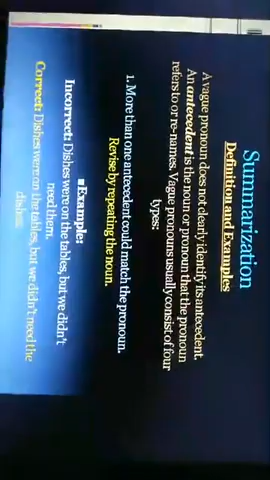 Summarization
Definition and Examples
A vague pronoun does not clearly identify its antecedent.
An antecedent is the noun or pronoun that the pronoun
refers to or re-names. Vague pronouns usually consist of four
types:
1. More than one antecedent could match the pronoun.
Revise by repeating the noun.
Example:
Incorrect: Dishes were on the tables, but we didn't
need them.
Correct: Dishes were on the tables, but we didn't need the
dishes.